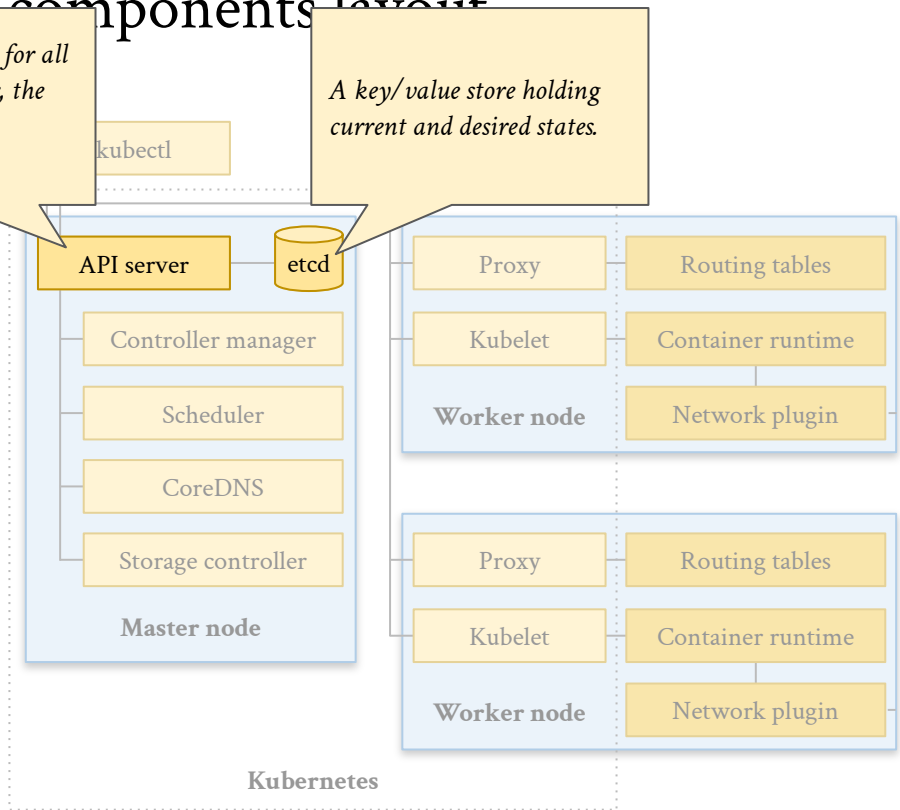 components layout
for all
, the
A key/value store holding
current and desired states.
kubectl
API server
etcd
Controller manager
Scheduler
CoreDNS
Storage controller
Master node
Proxy
Routing tables
Kubelet
Container runtime
Worker node
Network plugin
Proxy
Routing tables
Kubelet
Container runtime
Worker node
Network plugin
Kubernetes